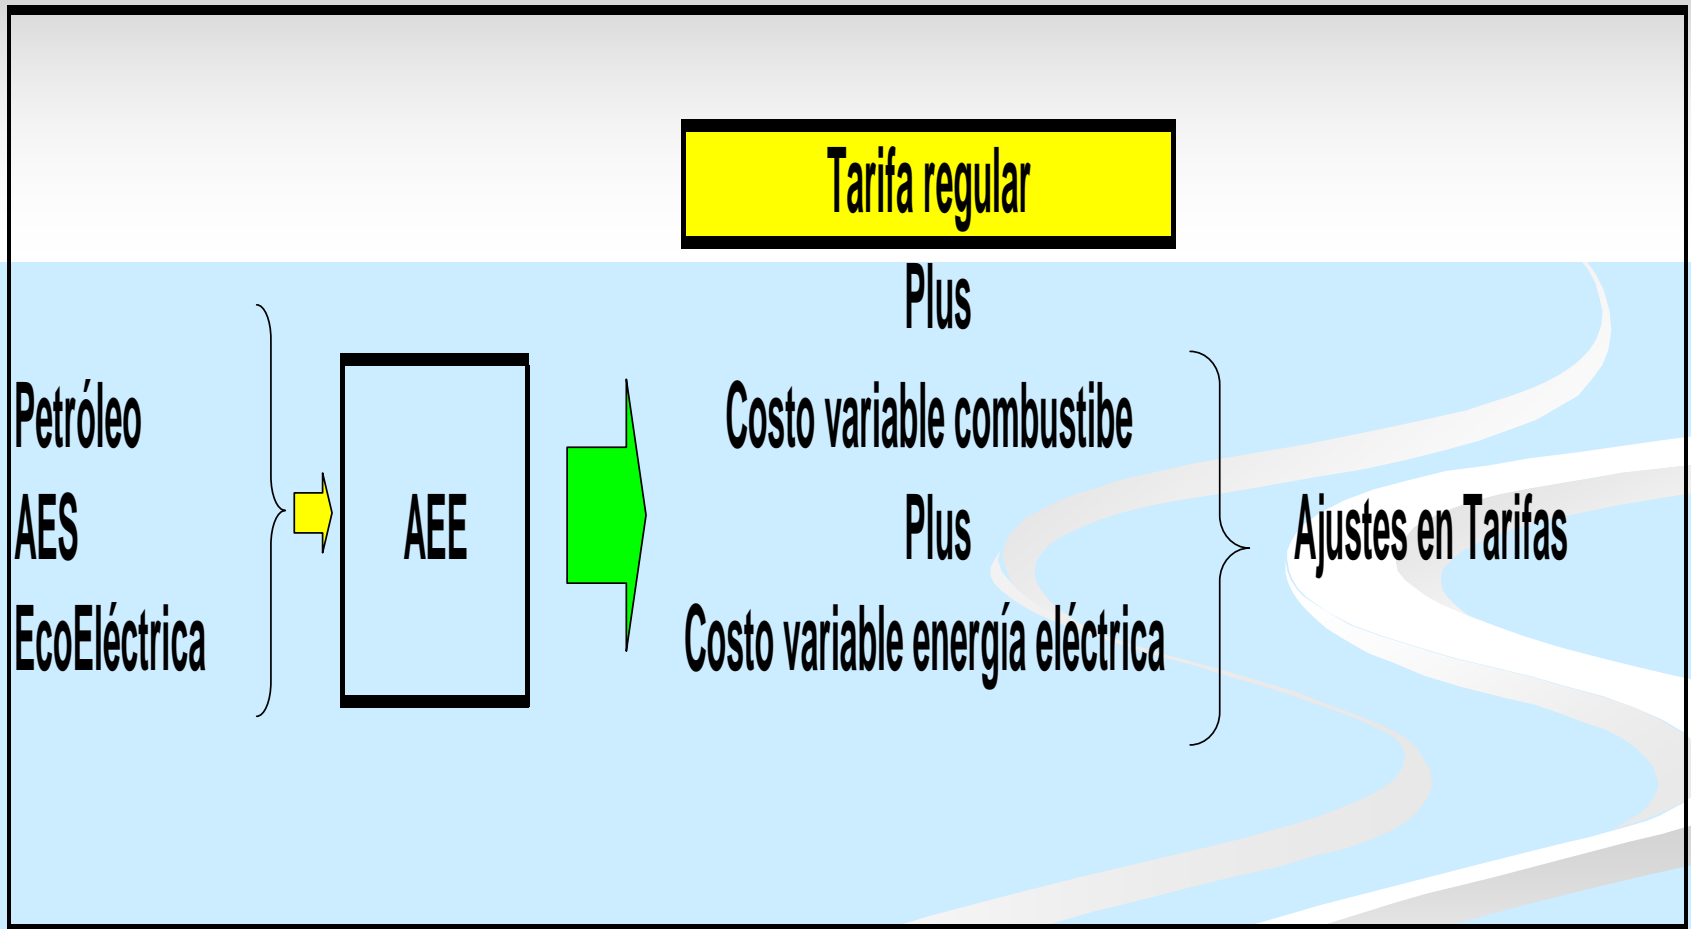 Tarifa regular
Plus
Petróleo
AES
EcoEléctrica
AEE
Costo variable combustibe
Plus
Costo variable energía eléctrica
Ajustes en Tarifas